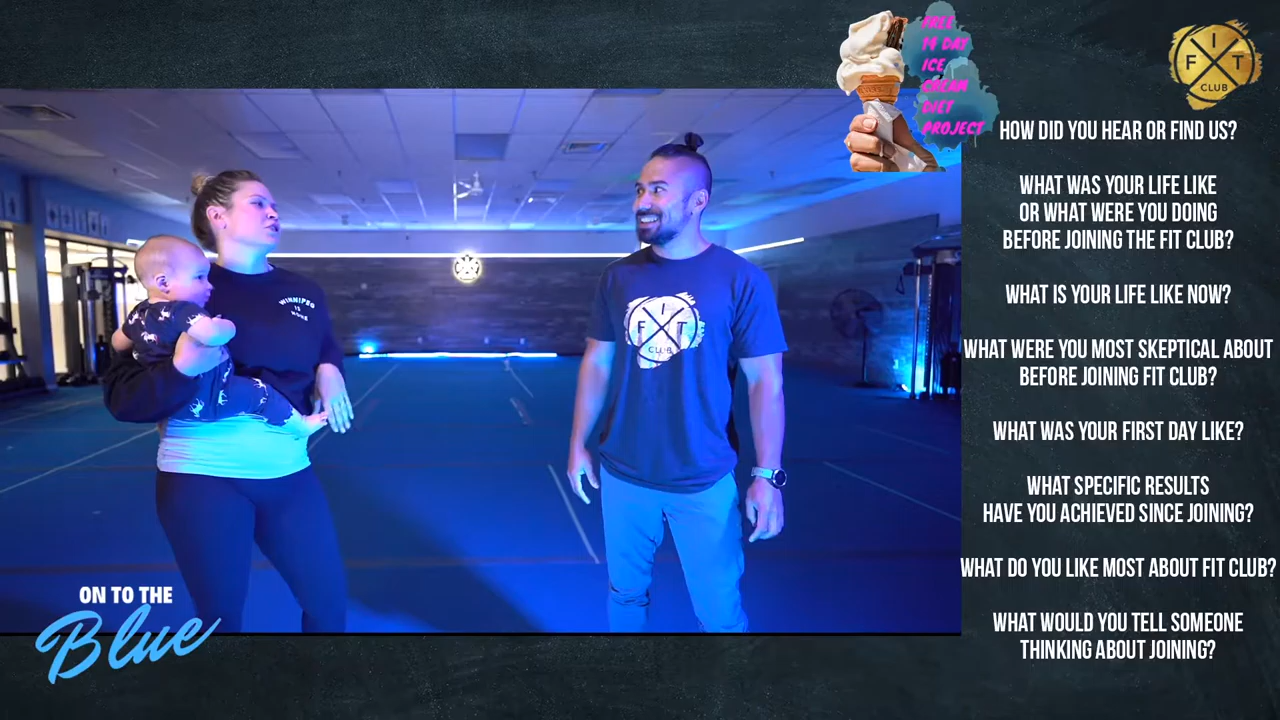 FREE
14 DAY
ICE
CREAM
DIET
PROJECT
F I T
CLUB
HOW DID YOU HEAR OR FIND US?
WHAT WAS YOUR LIFE LIKE
OR WHAT WERE YOU DOING
BEFORE JOINING THE FIT CLUB?
WHAT IS YOUR LIFE LIKE NOW?
WHAT WERE YOU MOST SKEPTICAL ABOUT
BEFORE JOINING FIT CLUB?
WHAT WAS YOUR FIRST DAY LIKE?
WHAT SPECIFIC RESULTS
HAVE YOU ACHIEVED SINCE JOINING?
WHAT DO YOU LIKE MOST ABOUT FIT CLUB?
WHAT WOULD YOU TELL SOMEONE
THINKING ABOUT JOINING?
WINNIPEG
IS
HOME
F I T
CLUB
ON TO THE
Blue